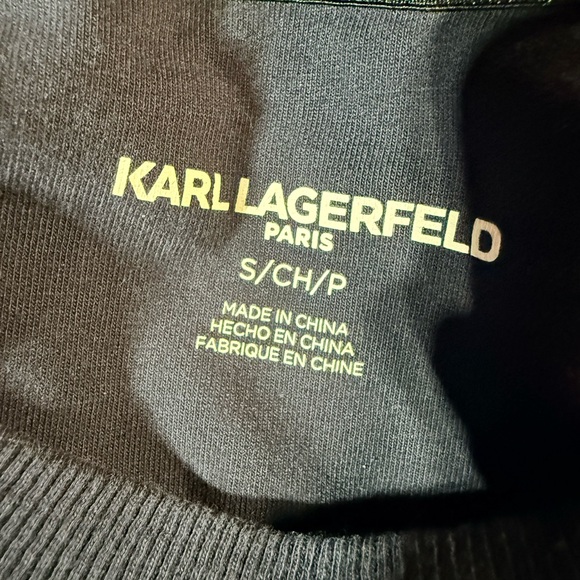 KARL LAGERFELD
PARIS
S/CH/P
MADE IN CHINA
HECHO EN CHINA
FABRIQUE EN CHINE